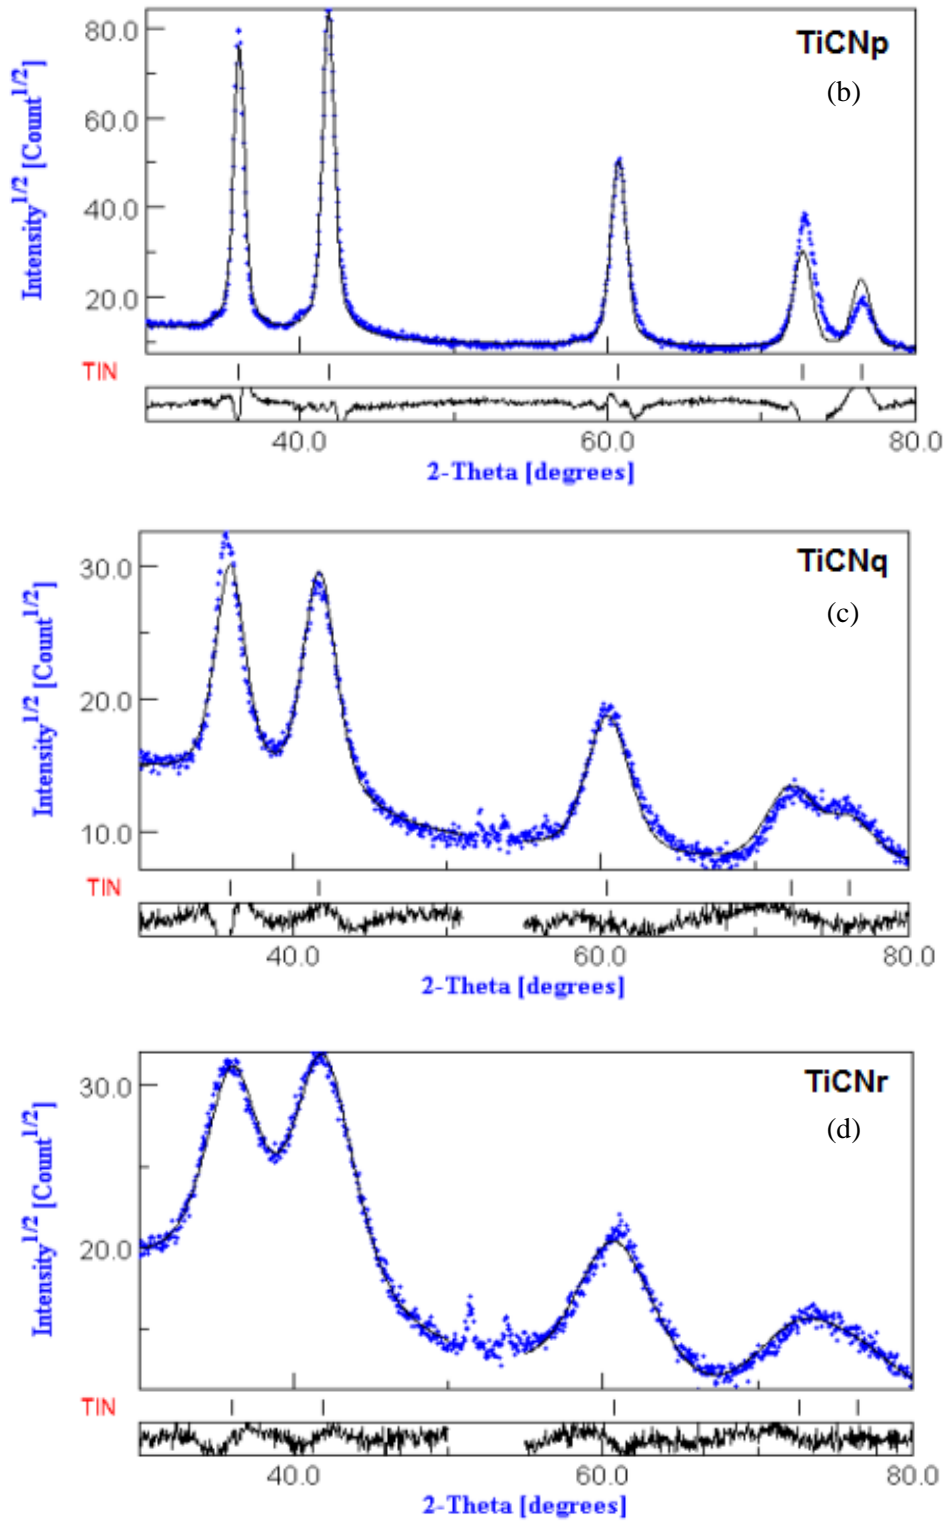 TiCNp
(b)
Intensity1/2 [Count1/2]
80.0
60.0
40.0
20.0
TIN
40.0 60.0 80.0
2-Theta [degrees]
TiCNq
(c)
Intensity1/2 [Count1/2]
30.0
20.0
10.0
TIN
40.0 60.0 80.0
2-Theta [degrees]
TiCNr
(d)
Intensity1/2 [Count1/2]
30.0
20.0
TIN
40.0 60.0 80.0
2-Theta [degrees]